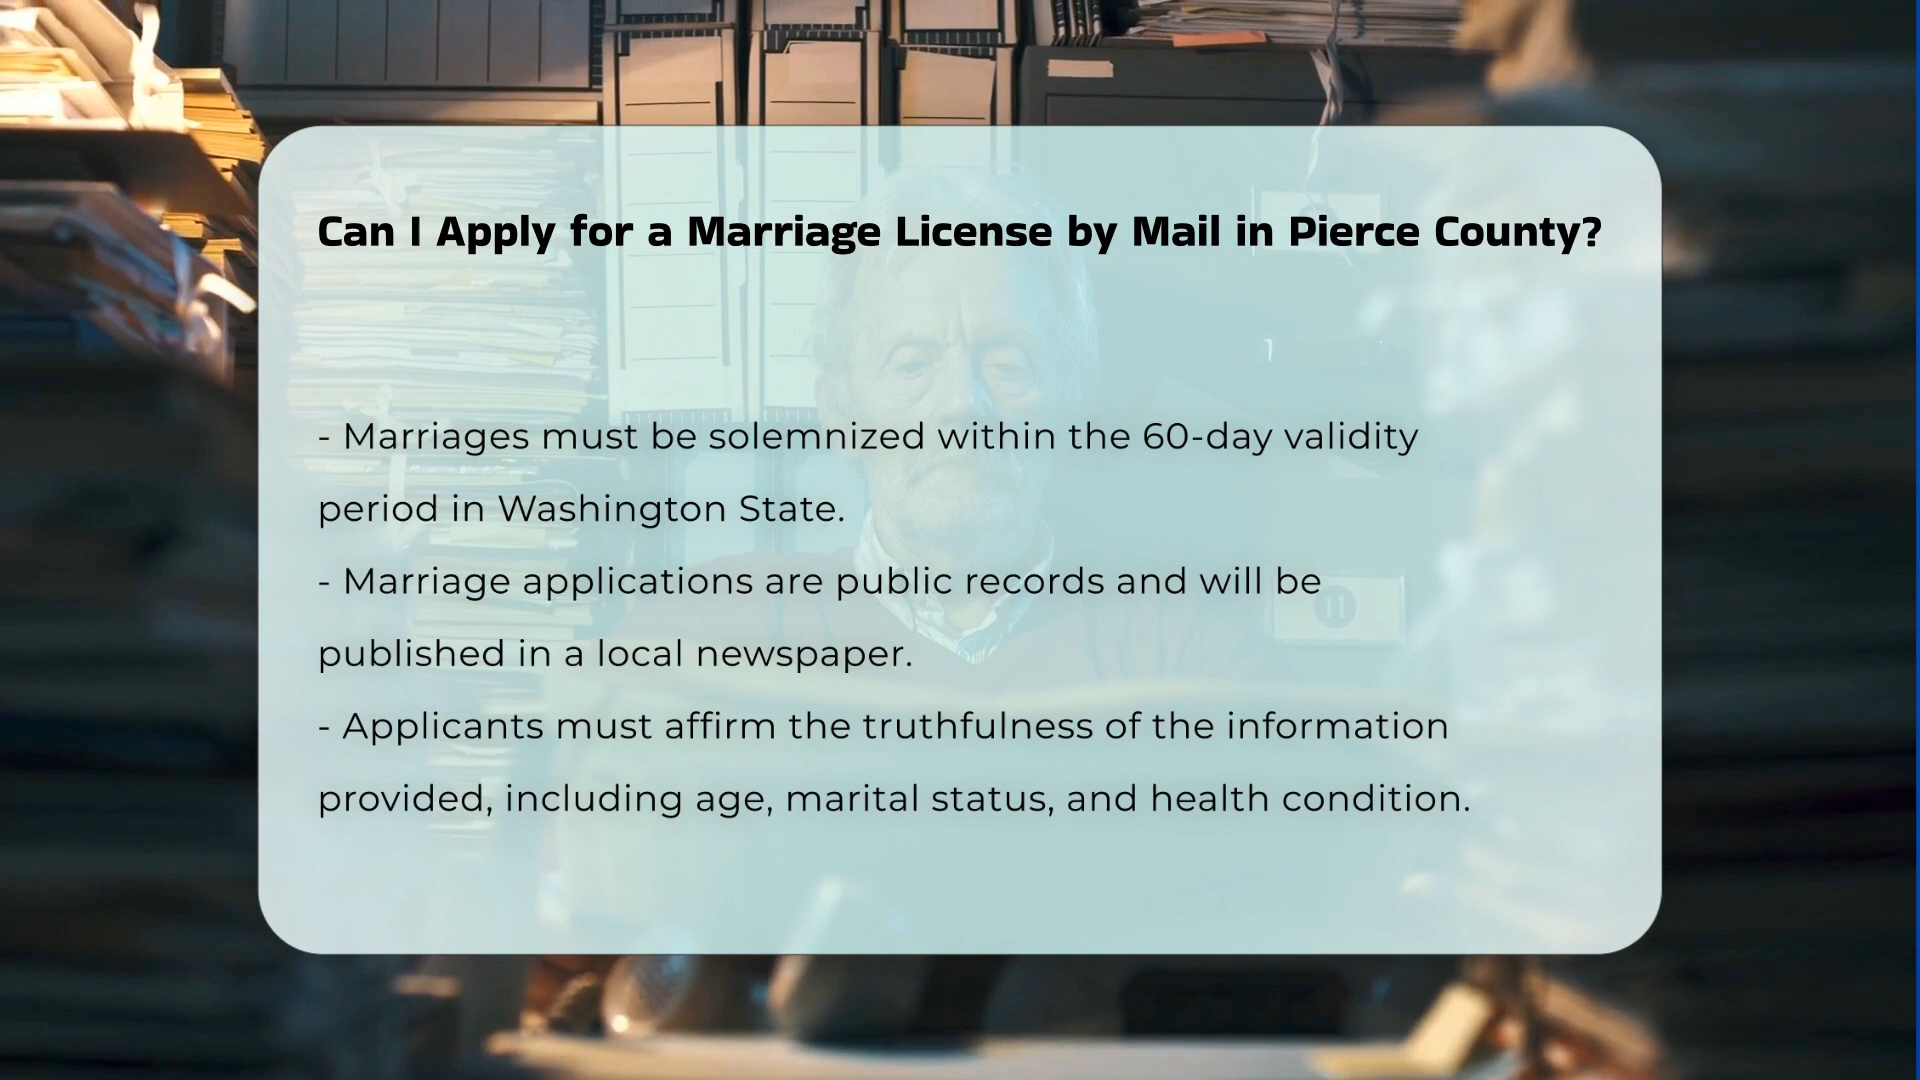 Can I Apply for a Marriage License by Mail in Pierce County?
- Marriages must be solemnized within the 60-day validity
period in Washington State.
- Marriage applications are public records and will be
published in a local newspaper.
- Applicants must affirm the truthfulness of the information
provided, including age, marital status, and health condition.
11